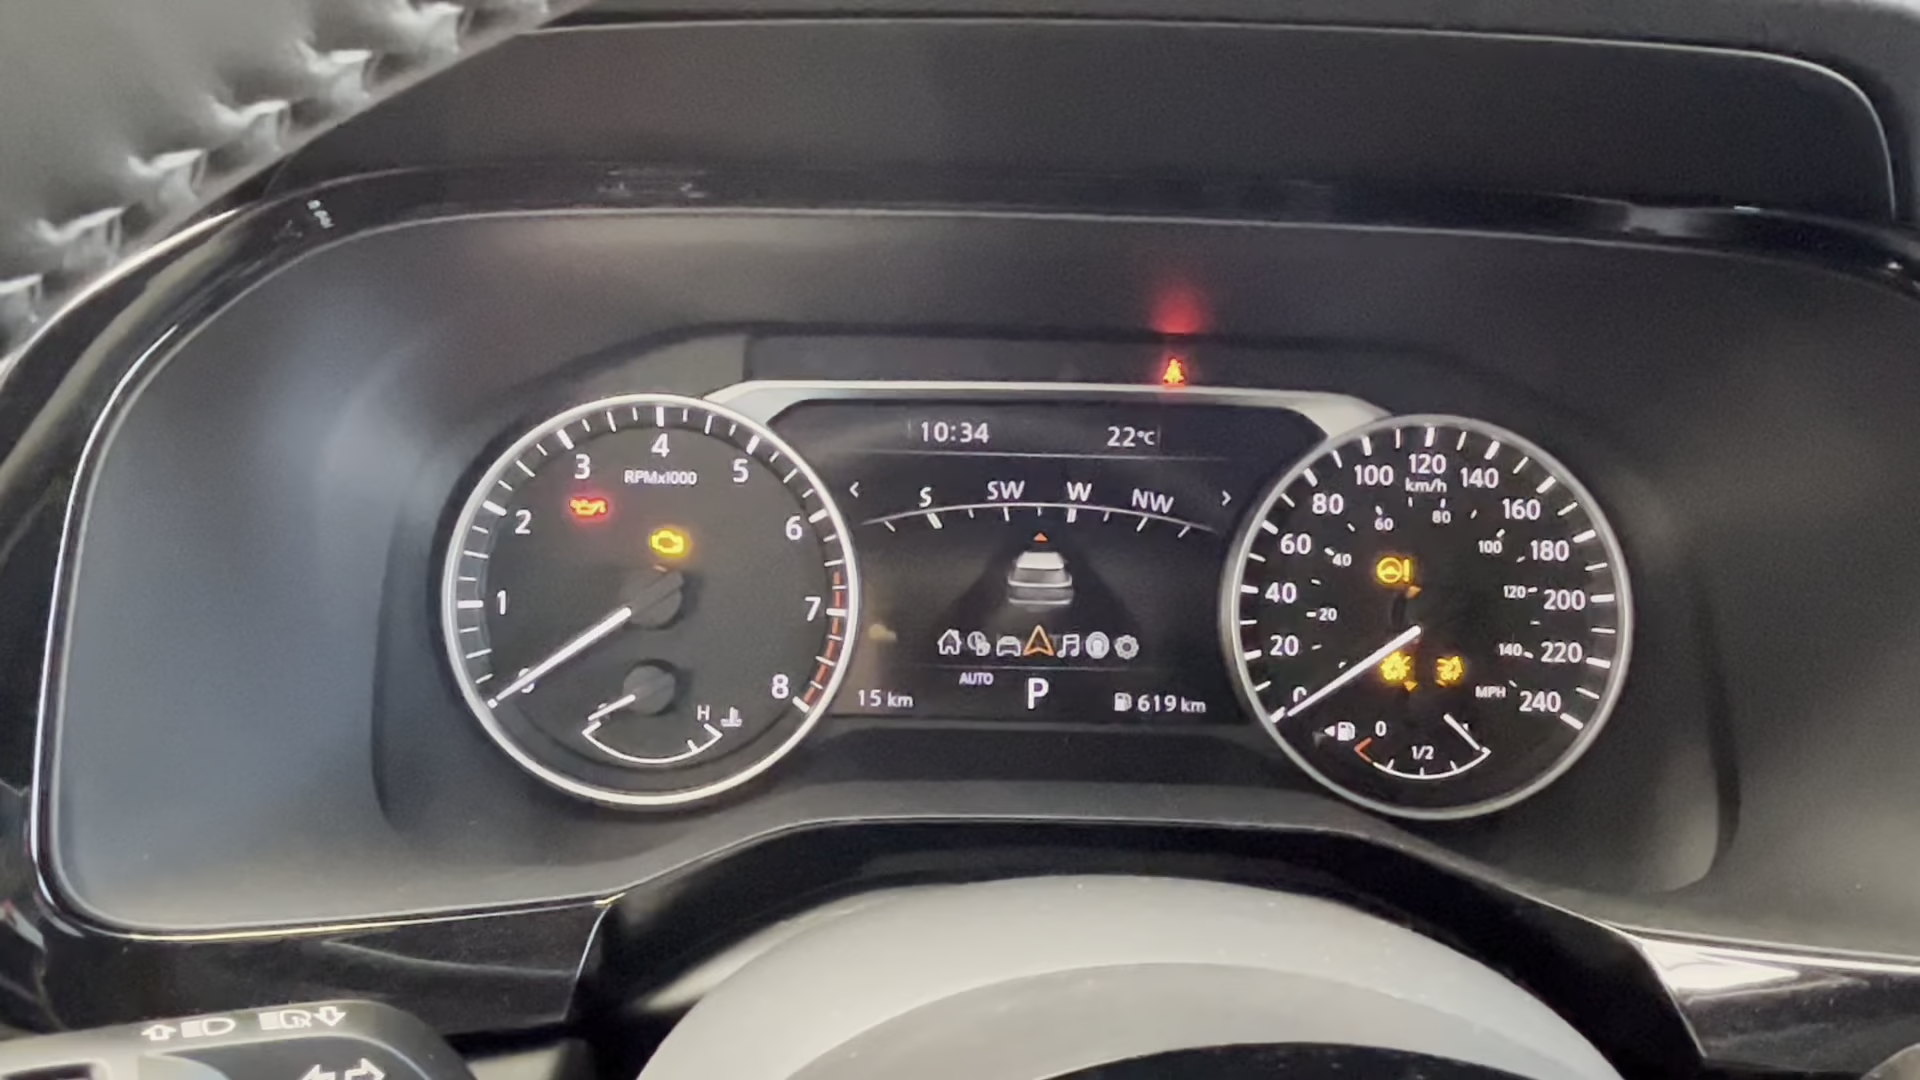 10:34 22°C
S SW W NW
AUTO
P
15 km 619 km
RPMx1000
1 2 3 4 5 6 7 8
H
km/h
0 20 40 60 80 100 120 140 160 180 200 220 240
20 40 60 80 100 120 140
MPH
0 1/2